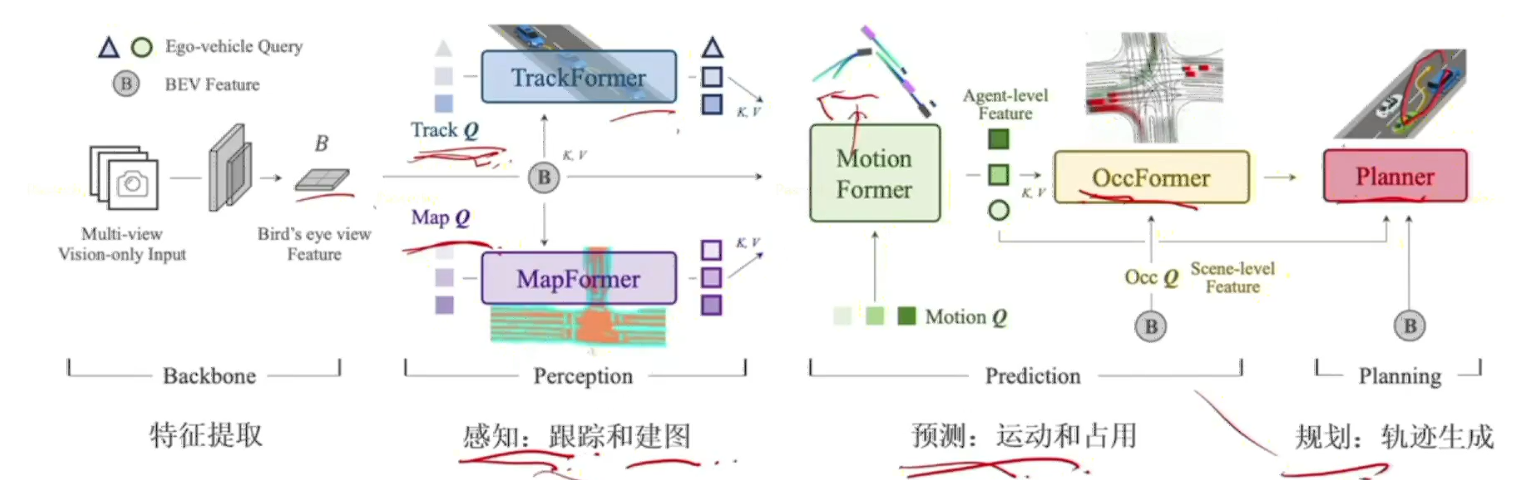 Ego-vehicle Query
B
BEV Feature
Multi-view
Vision-only Input
B
Bird's eye view
Feature
TrackFormer
Track Q
K, V
K, V
B
Map Q
K, V
MapFormer
Motion
Former
Motion Q
Agent-level
Feature
K, V
OccFormer
Occ Q
Scene-level
Feature
B
Planner
B
Backbone
Perception
Prediction
Planning
特征提取
感知：跟踪和建图
预测：运动和占用
规划：轨迹生成